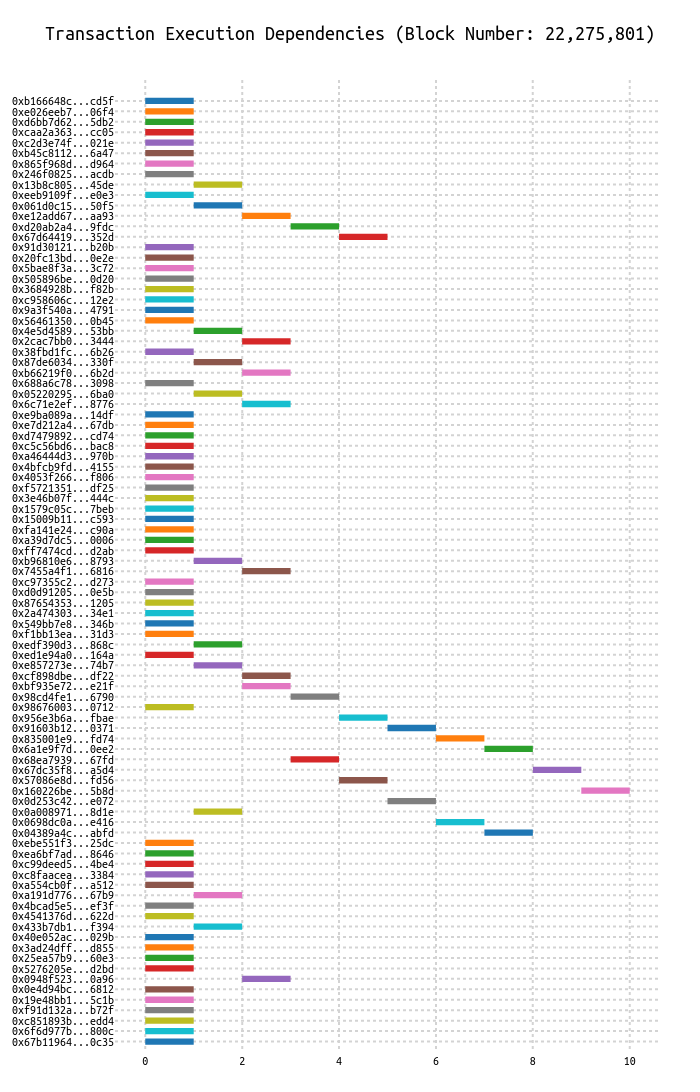 Transaction Execution Dependencies (Block Number: 22,275,801)
0xb166648c...cd5f
0xe026eeb7...06f4
0xd6bb7d62...5db2
0xcaa2a363...cc05
0xc2d3e74f...021e
0xb45c8112...6a47
0x865f968d...d964
0x246f0825...acdb
0x13b8c805...45de
0xeeb9109f...e0e3
0x061d0c15...50f5
0xe12add67...aa93
0xd20ab2a4...9fdc
0x67d64419...352d
0x91d30121...b20b
0x20fc13bd...0e2e
0x5bae8f3a...3c72
0x505896be...0d20
0x3684928b...f82b
0xc958606c...12e2
0x9a3f540a...4791
0x56461350...0b45
0x4e5d4589...53bb
0x2cac7bb0...3444
0x38fbd1fc...6b26
0x87de6034...330f
0xb66219f0...6b2d
0x688a6c78...3098
0x05220295...6ba0
0x6c71e2ef...8776
0xe9ba089a...14df
0xe7d212a4...67db
0xd7479892...cd74
0xc5c56bd6...bac8
0xa46444d3...970b
0x4bfcb9fd...4155
0x4053f266...f806
0xf5721351...df25
0x3e46b07f...444c
0x1579c05c...7beb
0x15009b11...c593
0xfa141e24...c90a
0xa39d7dc5...0006
0xff7474cd...d2ab
0xb96810e6...8793
0x7455a4f1...6816
0xc97355c2...d273
0xd0d91205...0e5b
0x87654353...1205
0x2a474303...34e1
0x549bb7e8...346b
0xf1bb13ea...31d3
0xedf390d3...868c
0xed1e94a0...164a
0xe857273e...74b7
0xcf898dbe...df22
0xbf935e72...e21f
0x98cd4fe1...6790
0x98676003...0712
0x956e3b6a...fbae
0x91603b12...0371
0x835001e9...fd74
0x6a1e9f7d...0ee2
0x68ea7939...67fd
0x67dc35f8...a5d4
0x57086e8d...fd56
0x160226be...5b8d
0x0d253c42...e072
0x0a008971...8d1e
0x0698dc0a...e416
0x04389a4c...abfd
0xebe551f3...25dc
0xea6bf7ad...8646
0xc99deed5...4be4
0xc8faacea...3384
0xa554cb0f...a512
0xa191d776...67b9
0x4bcad5e5...ef3f
0x4541376d...622d
0x433b7db1...f394
0x40e052ac...029b
0x3ad24dff...d855
0x25ea57b9...60e3
0x5276205e...d2bd
0x0948f523...0a96
0x0e4d94bc...6812
0x19e48bb1...5c1b
0xf91d132a...b72f
0xc851893b...edd4
0x6f6d977b...800c
0x67b11964...0c35
0 2 4 6 8 10